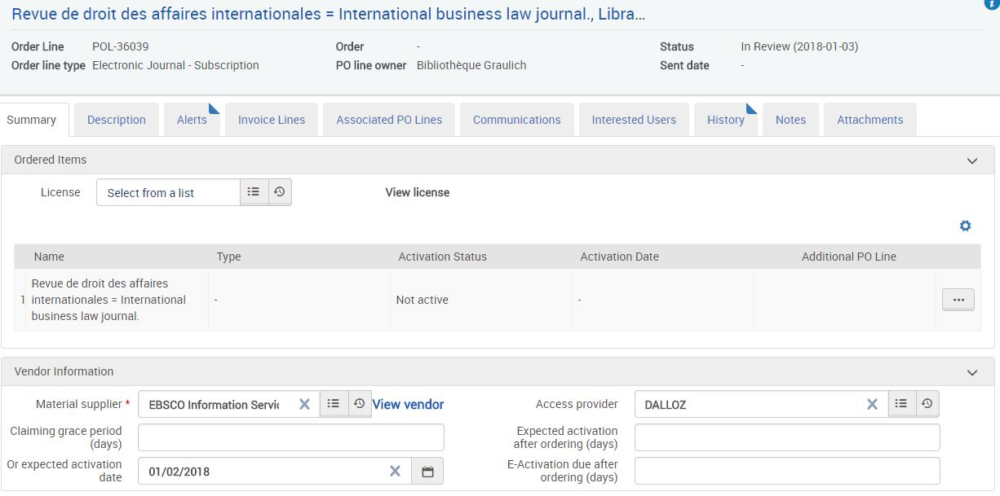 Revue de droit des affaires internationales = International business law journal., Libra...
Order Line POL-36039 Order - Status In Review (2018-01-03)
Order line type Electronic Journal - Subscription PO line owner Bibliothèque Graulich Sent date -
Summary Description Alerts Invoice Lines Associated PO Lines Communications Interested Users History Notes Attachments
Ordered Items
License Select from a list View license
Name Type Activation Status Activation Date Additional PO Line
Revue de droit des affaires
1 internationales = International - Not active - ...
business law journal.
Vendor Information
Material supplier * EBSCO Information Servic View vendor Access provider DALLOZ
Claiming grace period
(days)
Expected activation
after ordering (days)
Or expected activation
date
01/02/2018
E-Activation due after
ordering (days)